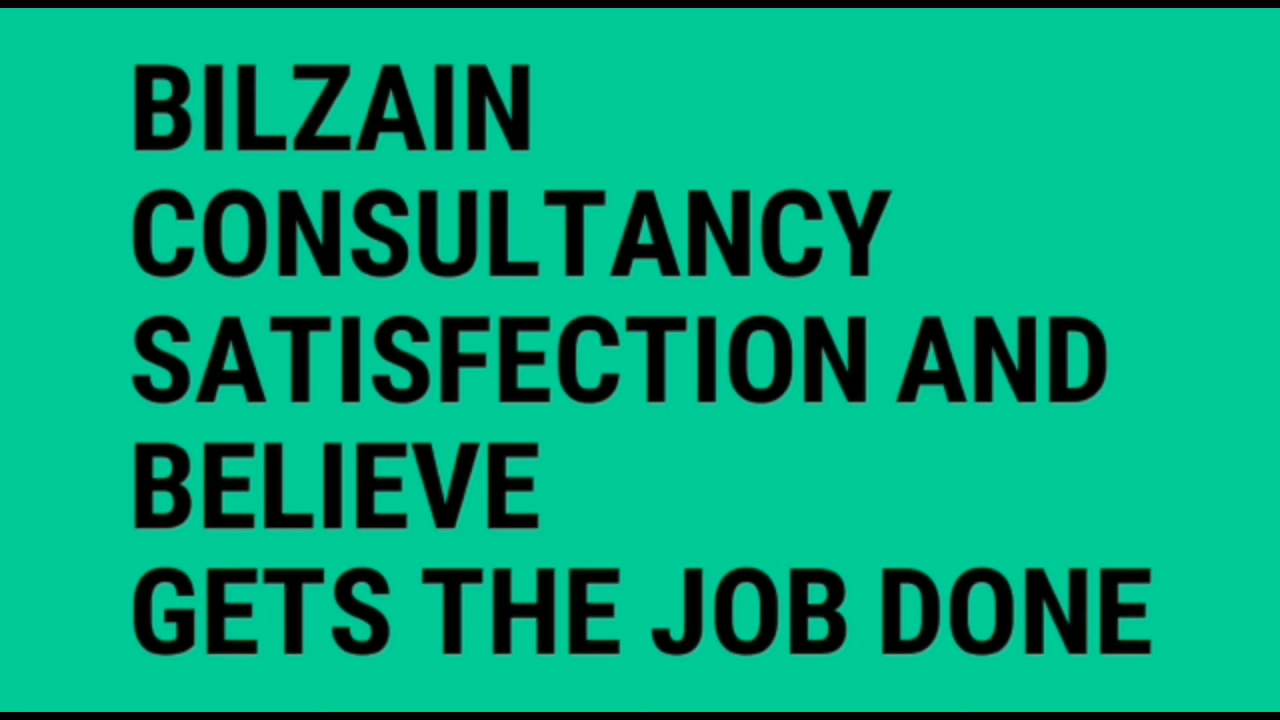 BILZAIN
CONSULTANCY
SATISFECTION AND
BELIEVE
GETS THE JOB DONE